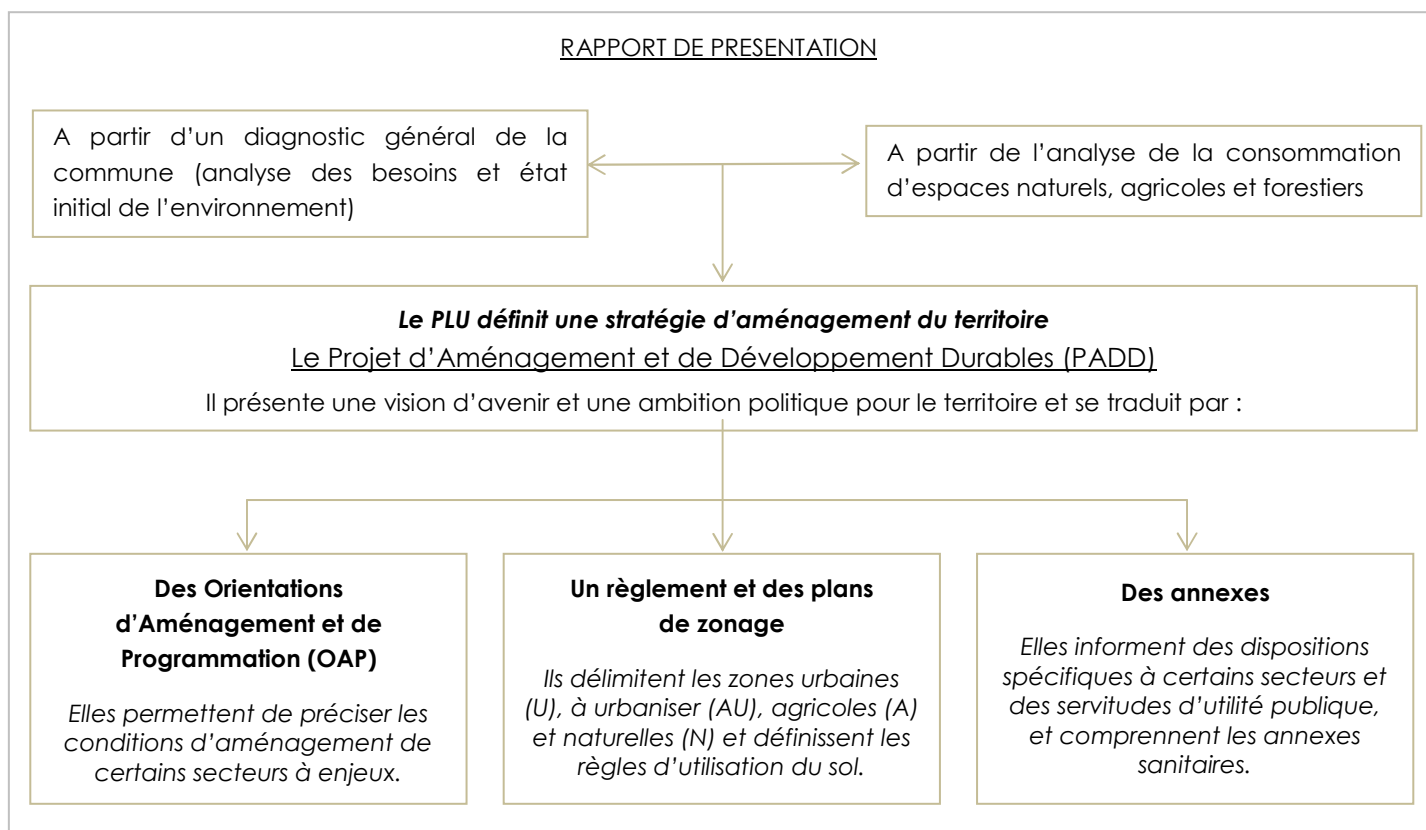 RAPPORT DE PRESENTATION
A partir d’un diagnostic général de la
commune (analyse des besoins et état
initial de l’environnement)
A partir de l’analyse de la consommation
d’espaces naturels, agricoles et forestiers
Le PLU définit une stratégie d’aménagement du territoire
Le Projet d’Aménagement et de Développement Durables (PADD)
Il présente une vision d’avenir et une ambition politique pour le territoire et se traduit par :
Des Orientations
d’Aménagement et de
Programmation (OAP)
Elles permettent de préciser les
conditions d’aménagement de
certains secteurs à enjeux.
Un règlement et des plans
de zonage
Ils délimitent les zones urbaines
(U), à urbaniser (AU), agricoles (A)
et naturelles (N) et définissent les
règles d’utilisation du sol.
Des annexes
Elles informent des dispositions
spécifiques à certains secteurs et
des servitudes d’utilité publique,
et comprennent les annexes
sanitaires.